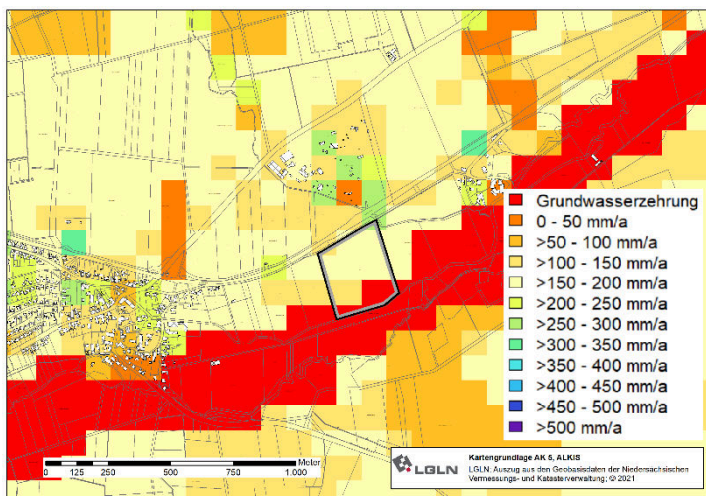 Grundwasserzehrung
0 - 50 mm/a
>50 - 100 mm/a
>100 - 150 mm/a
>150 - 200 mm/a
>200 - 250 mm/a
>250 - 300 mm/a
>300 - 350 mm/a
>350 - 400 mm/a
>400 - 450 mm/a
>450 - 500 mm/a
>500 mm/a
Meter
0 125 250 500 750 1.000
LGLN
Kartengrundlage AK 5, ALKIS
LGLN: Auszug aus den Geobasisdaten der Niedersächsischen
Vermessungs- und Katasterverwaltung; © 2021